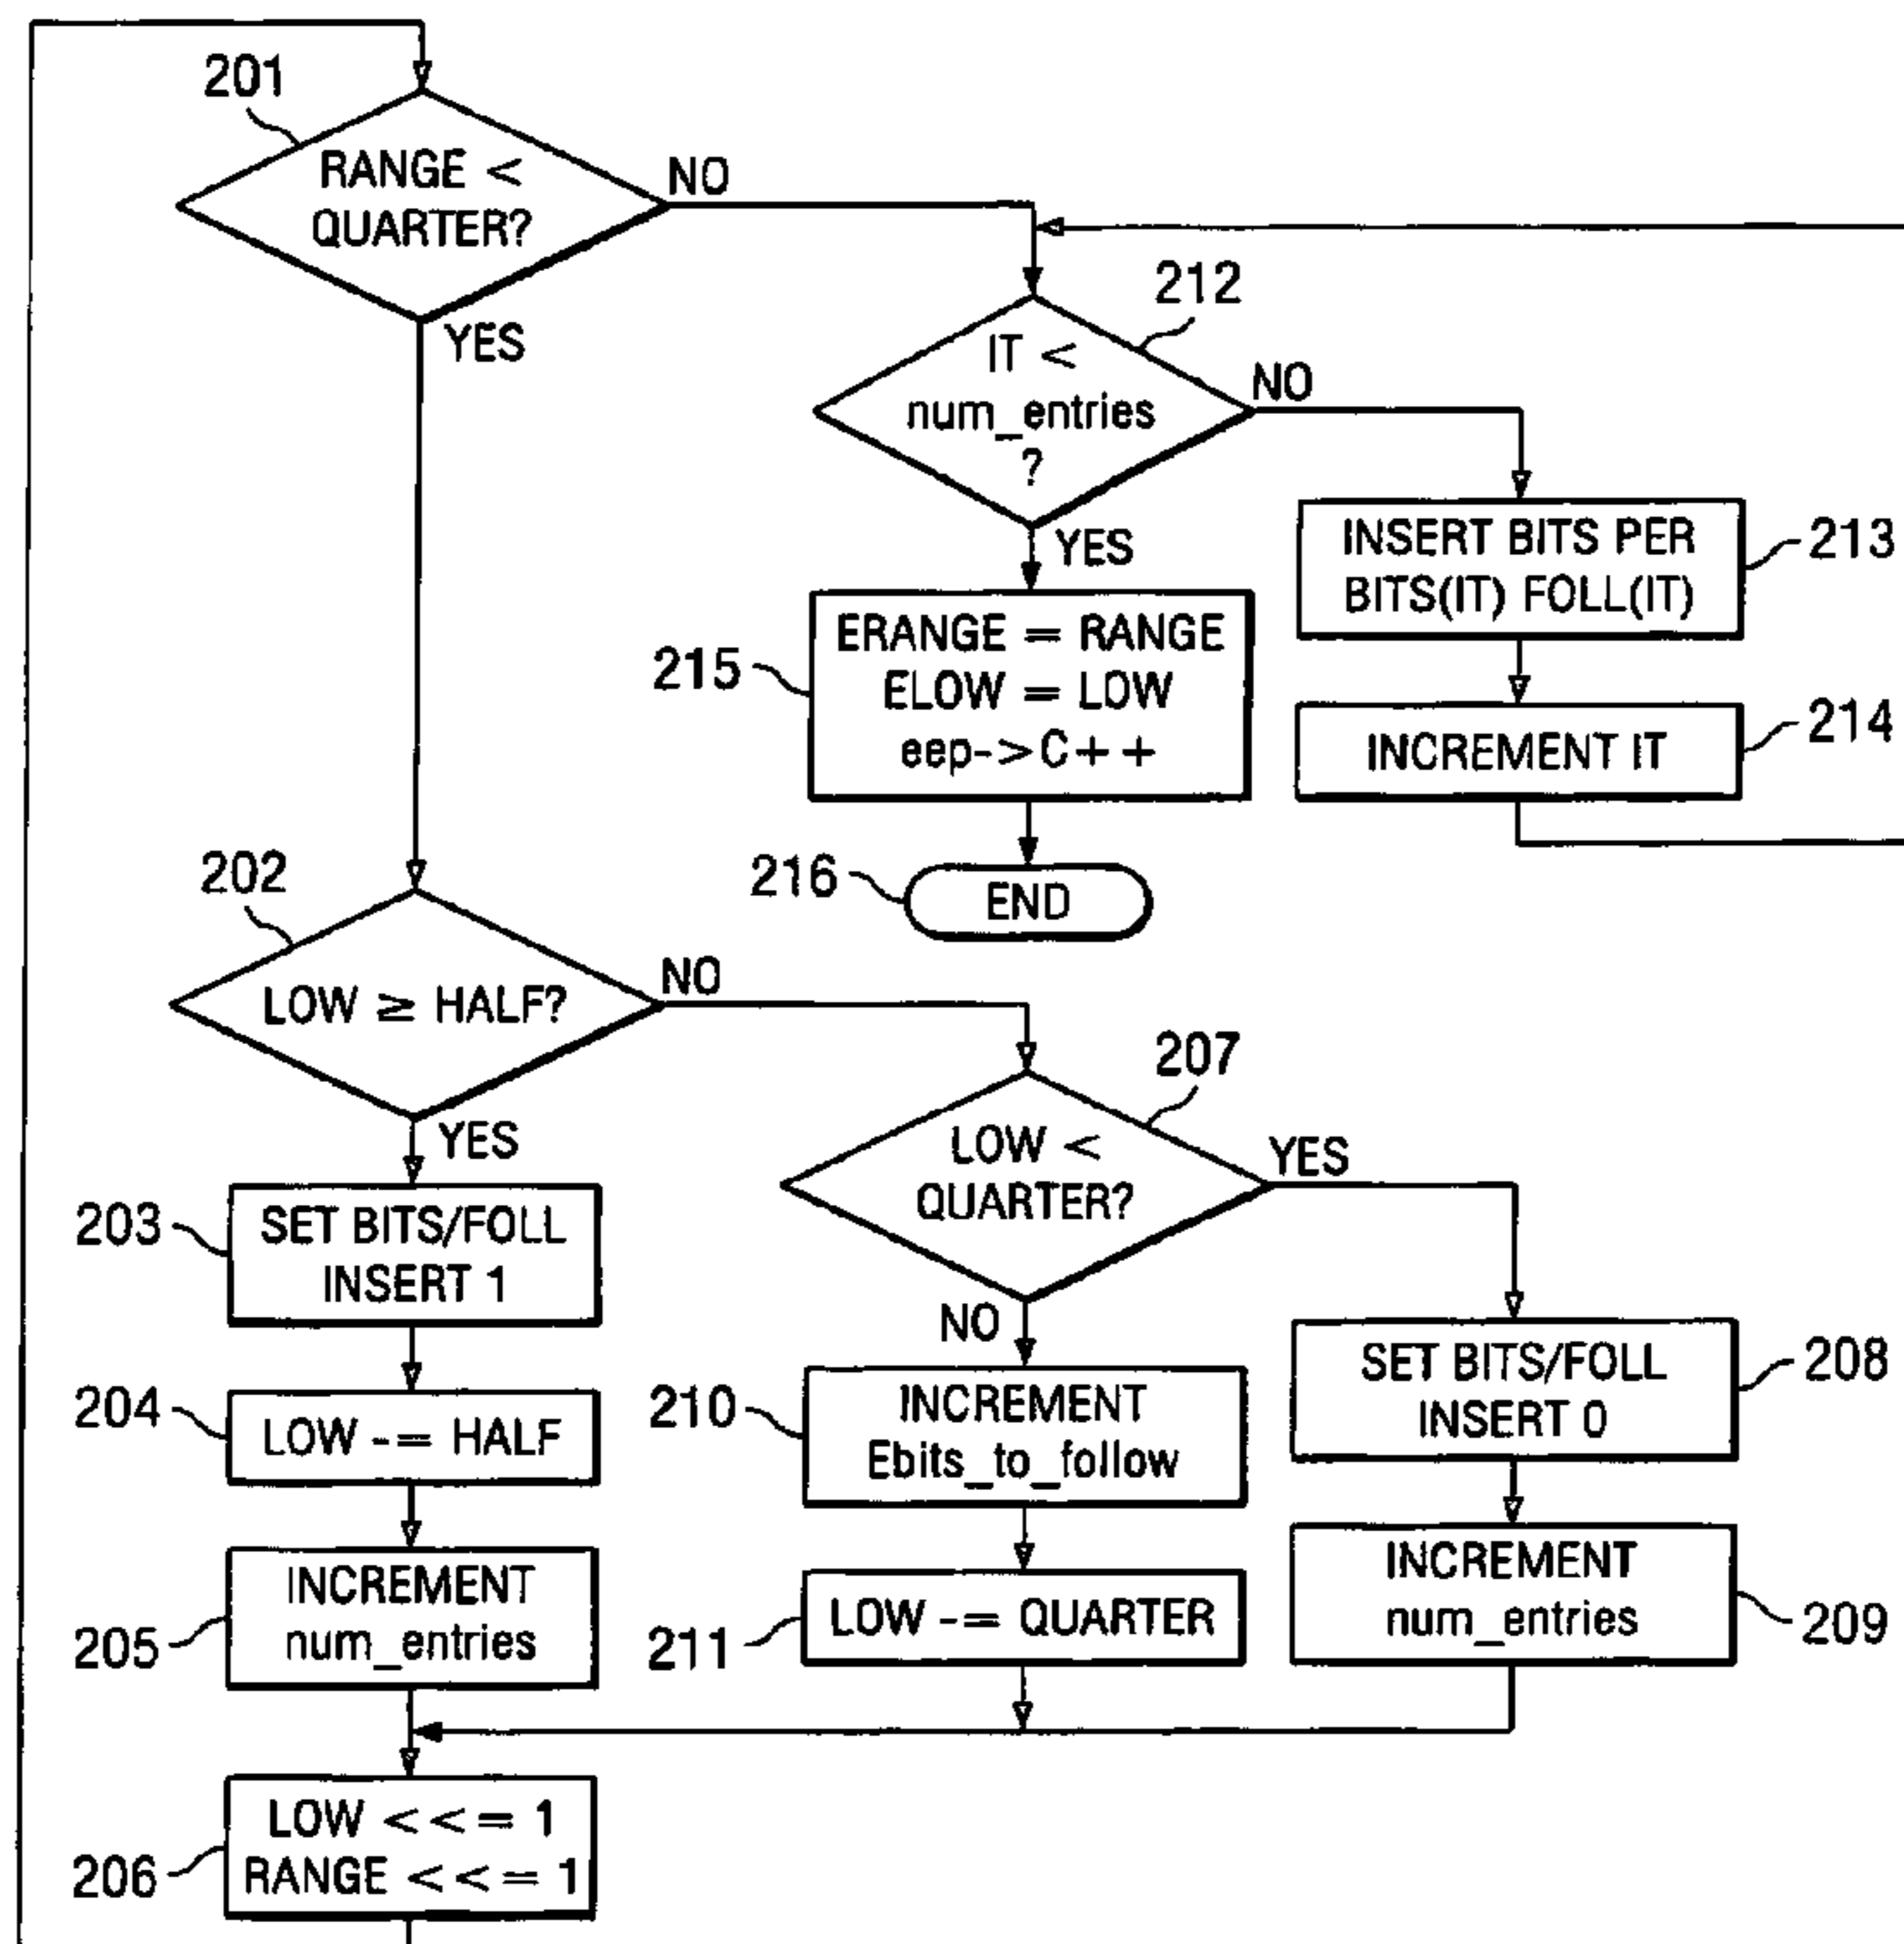 201
RANGE <
QUARTER?
NO
YES
212
IT <
num_entries
?
NO
YES
INSERT BITS PER
BITS(IT) FOLL(IT)
213
215
ERANGE = RANGE
ELOW = LOW
eep->C++
INCREMENT IT
214
216
END
202
LOW ≥ HALF?
NO
YES
207
LOW <
QUARTER?
YES
NO
203
SET BITS/FOLL
INSERT 1
204
LOW -= HALF
205
INCREMENT
num_entries
210
INCREMENT
Ebits_to_follow
211
LOW -= QUARTER
SET BITS/FOLL
INSERT 0
208
INCREMENT
num_entries
209
206
LOW <<= 1
RANGE <<= 1